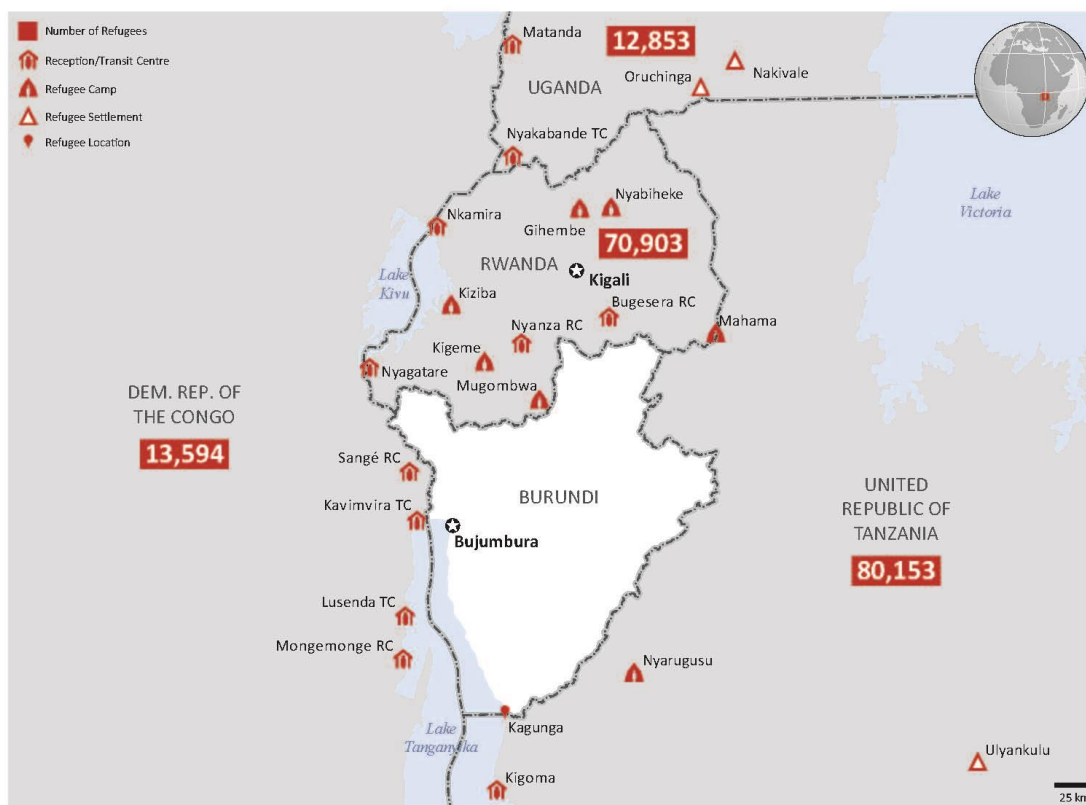 Number of Refugees
Reception/Transit Centre
Refugee Camp
Refugee Settlement
Refugee Location
Matanda
12,853
Nakivale
Oruchinga
UGANDA
Nyakabande TC
Lake
Victoria
Nyabiheke
Nkamira
Gihembe
70,903
RWANDA
Lake
Kivu
Kigali
Kiziba
Bugesera RC
Nyanza RC
Mahama
Kigeme
Nyagatare
Mugombwa
DEM. REP. OF
THE CONGO
13,594
Sangé RC
BURUNDI
UNITED
REPUBLIC OF
TANZANIA
80,153
Kavimvira TC
Bujumbura
Lusenda TC
Mongemonge RC
Nyarugusu
Kagunga
Lake
Tanganyika
Ulyankulu
Kigoma
25 km